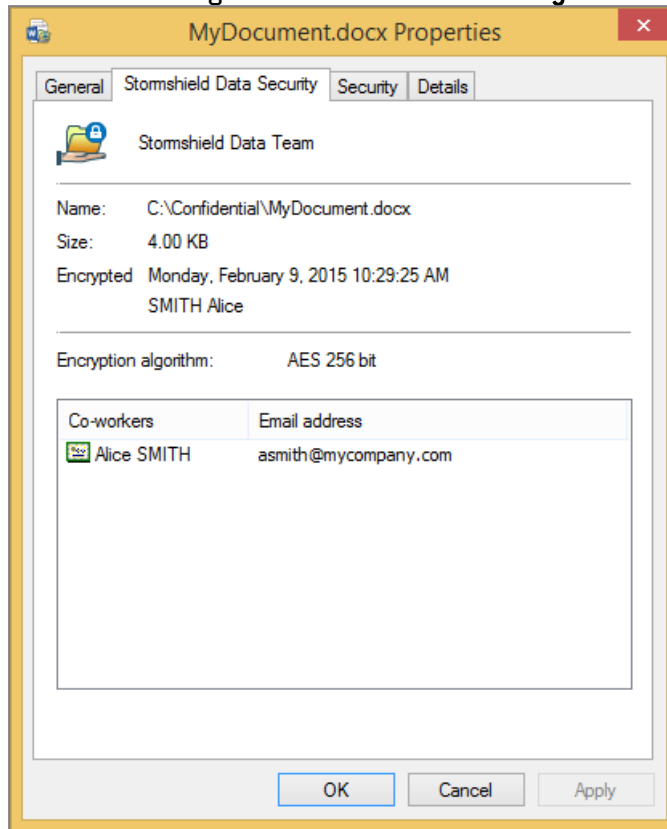 MyDocument.docx Properties
General Stormshield Data Security Security Details
Stormshield Data Team
Name: C:\Confidential\MyDocument.docx
Size: 4.00 KB
Encrypted Monday, February 9, 2015 10:29:25 AM
SMITH Alice
Encryption algorithm: AES 256 bit
Co-workers Email address
Alice SMITH asmith@mycompany.com
OK Cancel Apply